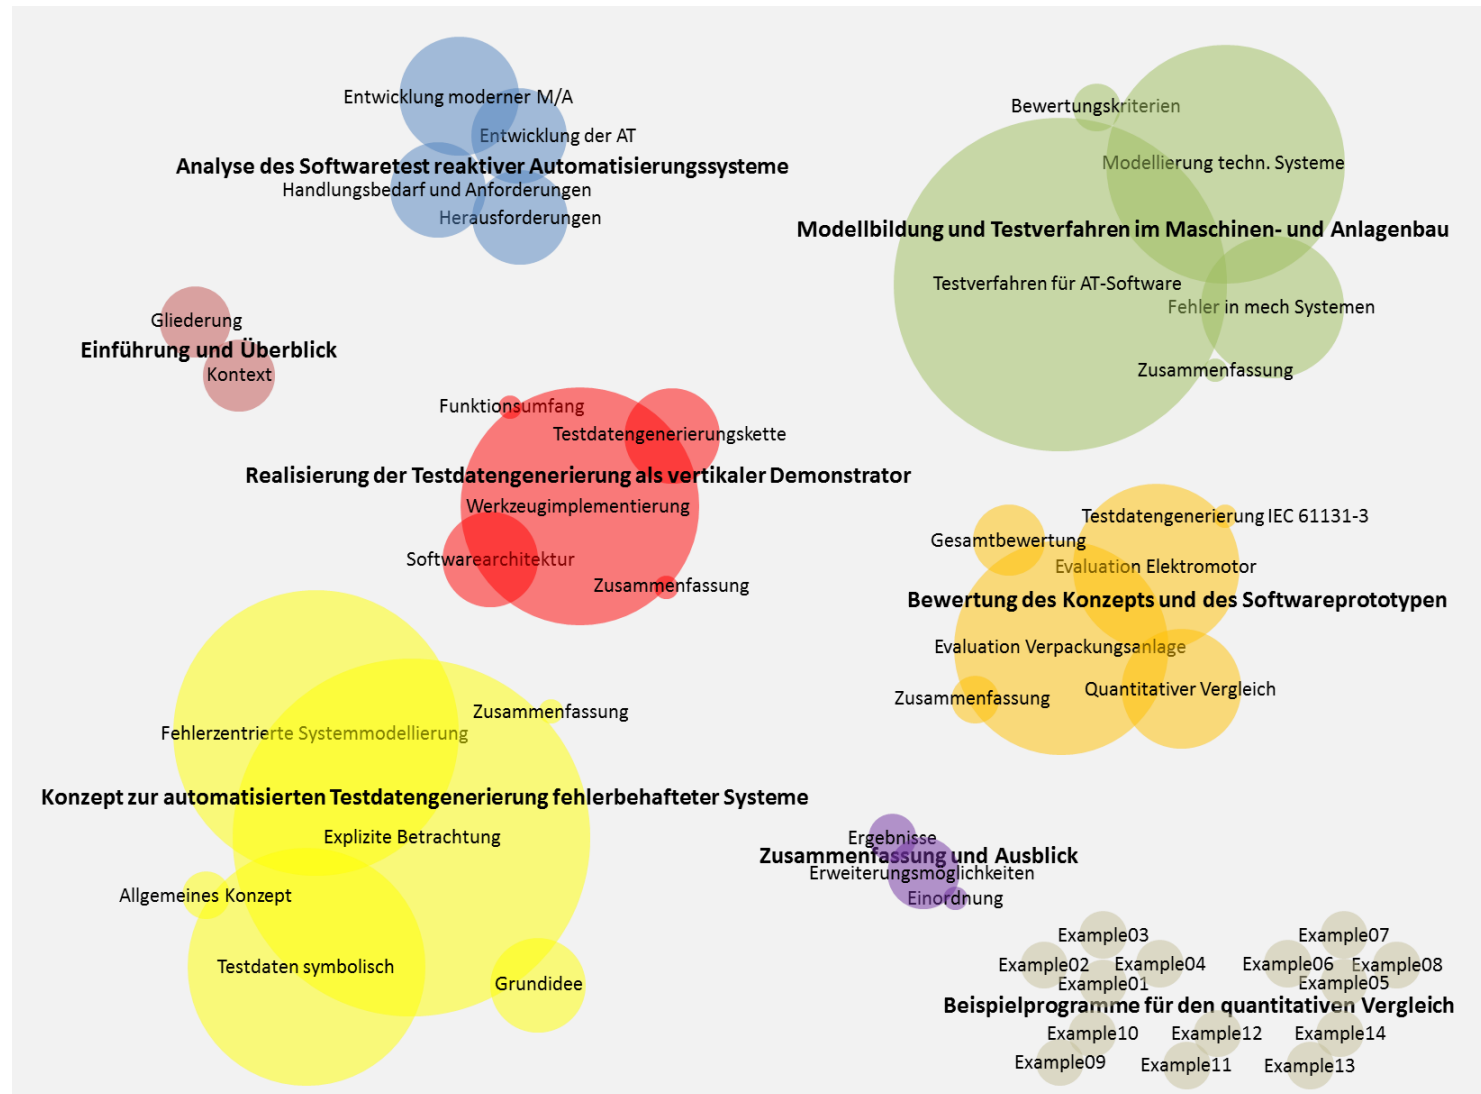 Entwicklung moderner M/A
Entwicklung der AT
Analyse des Softwaretest reaktiver Automatisierungssysteme
Handlungsbedarf und Anforderungen
Herausforderungen
Bewertungskriterien
Modellierung techn. Systeme
Modellbildung und Testverfahren im Maschinen- und Anlagenbau
Testverfahren für AT-Software
Fehler in mech Systemen
Zusammenfassung
Gliederung
Einführung und Überblick
Kontext
Funktionsumfang
Testdatengenerierungskette
Realisierung der Testdatengenerierung als vertikaler Demonstrator
Werkzeugimplementierung
Softwarearchitektur
Zusammenfassung
Testdatengenerierung IEC 61131-3
Gesamtbewertung
Evaluation Elektromotor
Bewertung des Konzepts und des Softwareprototypen
Evaluation Verpackungsanlage
Quantitativer Vergleich
Zusammenfassung
Zusammenfassung
Fehlerzentrierte Systemmodellierung
Konzept zur automatisierten Testdatengenerierung fehlerbehafteter Systeme
Explizite Betrachtung
Allgemeines Konzept
Testdaten symbolisch
Grundidee
Ergebnisse
Zusammenfassung und Ausblick
Erweiterungsmöglichkeiten
Einordnung
Example03
Example02
Example04
Example01
Example07
Example06
Example08
Example05
Beispielprogramme für den quantitativen Vergleich
Example10
Example12
Example14
Example09
Example11
Example13